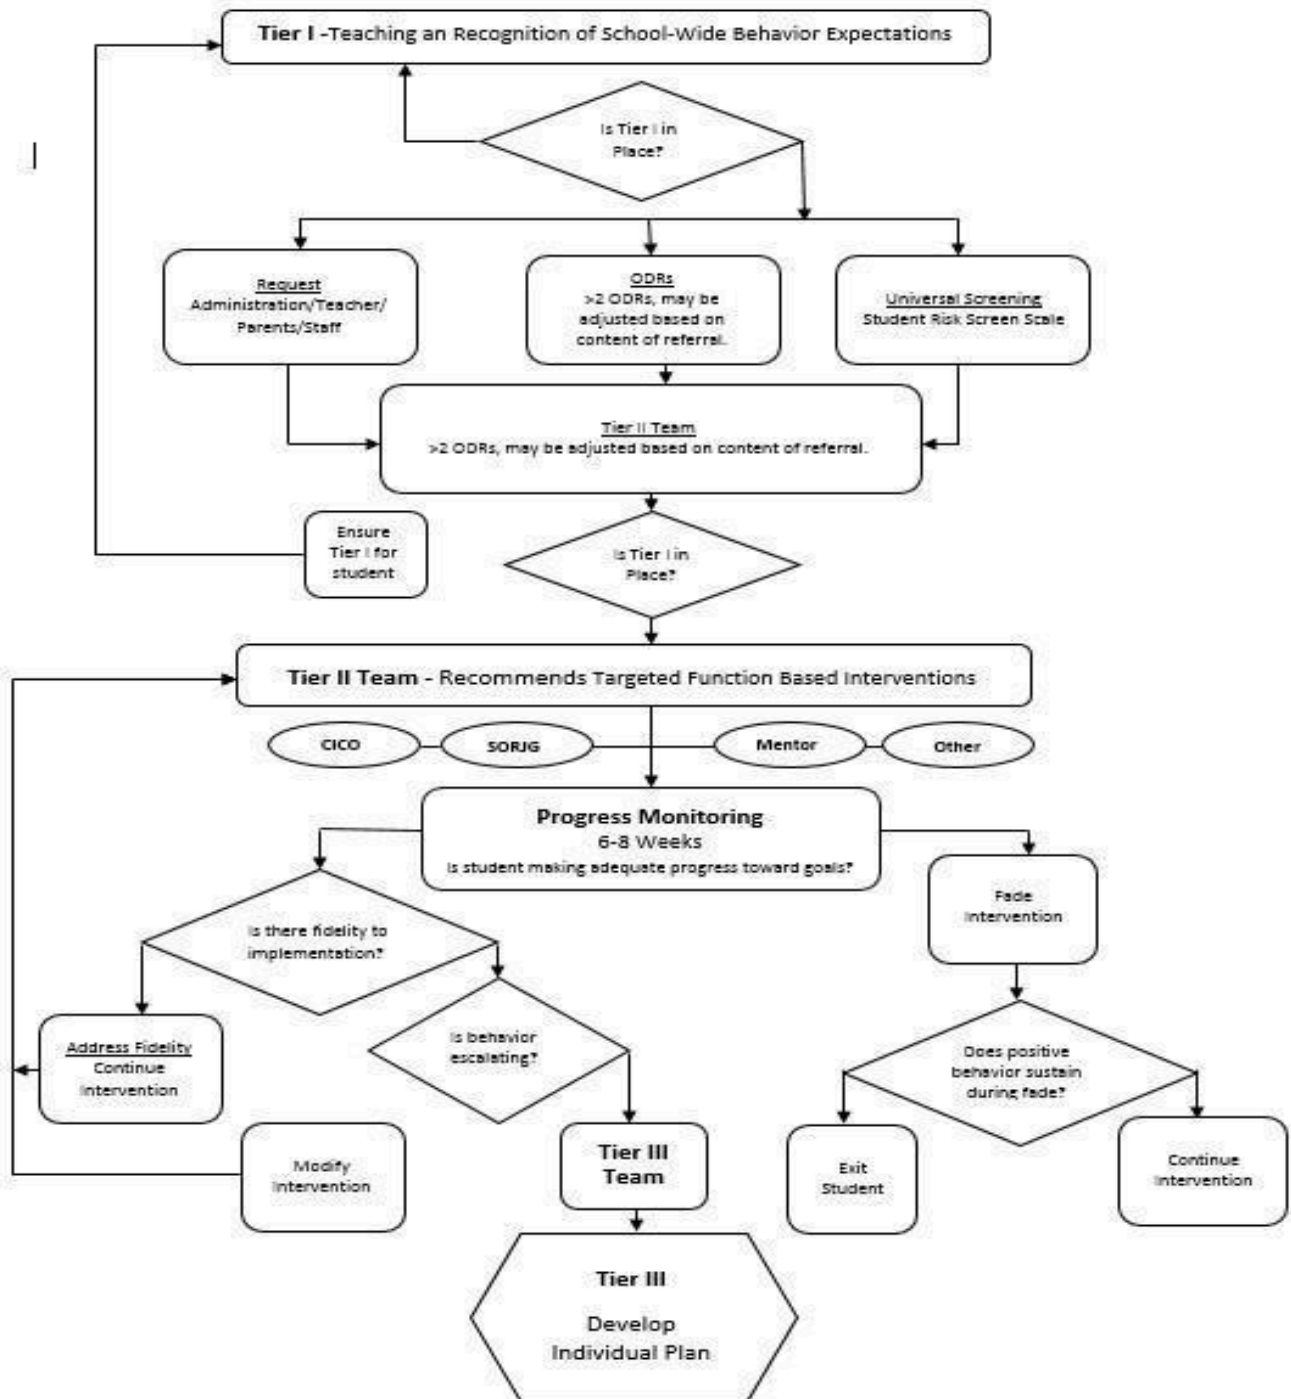 Tier I -Teaching an Recognition of School-Wide Behavior Expectations
Is Tier I in
Place?
Request
Administration/Teacher/
Parents/Staff
ODRs
>2 ODRs, may be
adjusted based on
content of referral.
Universal Screening
Student Risk Screen Scale
Tier II Team
>2 ODRs, may be adjusted based on content of referral.
Ensure
Tier I for
student
Is Tier I in
Place?
Tier II Team - Recommends Targeted Function Based Interventions
CICO
SORJG
Mentor
Other
Progress Monitoring
6-8 Weeks
Is student making adequate progress toward goals?
Is there fidelity to
implementation?
Fade
Intervention
Address Fidelity
Continue
Intervention
Is behavior
escalating?
Does positive
behavior sustain
during fade?
Modify
Intervention
Tier III
Team
Exit
Student
Continue
Intervention
Tier III
Develop
Individual Plan